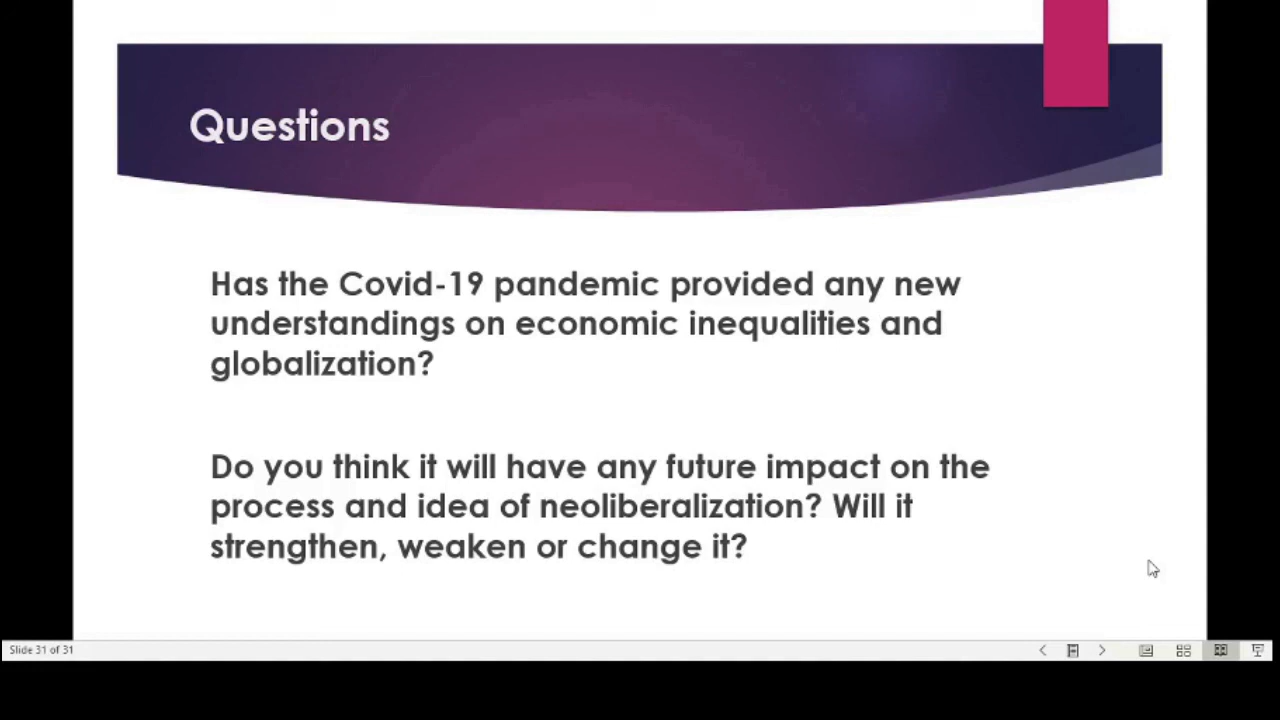 Questions
Has the Covid-19 pandemic provided any new
understandings on economic inequalities and
globalization?
Do you think it will have any future impact on the
process and idea of neoliberalization? Will it
strengthen, weaken or change it?
Slide 31 of 31